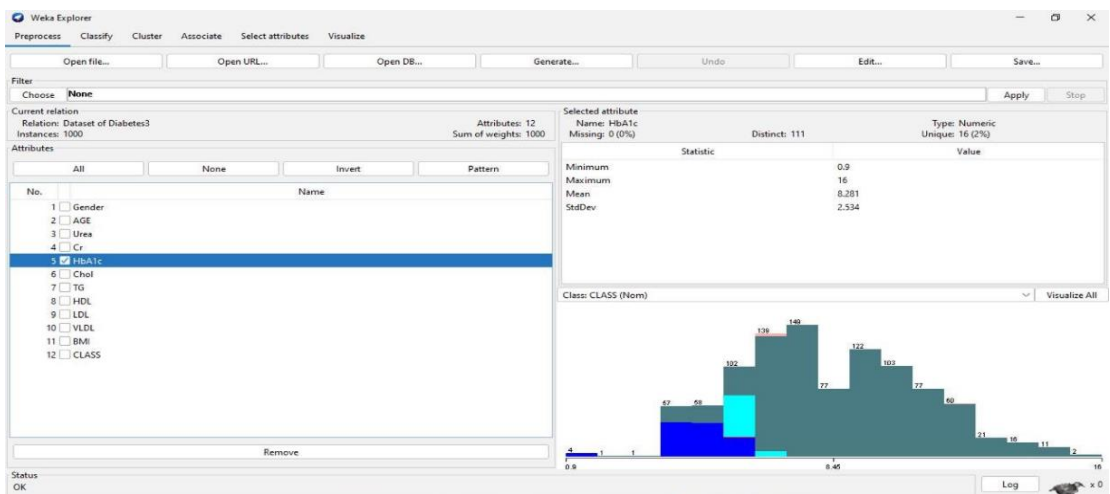 Weka Explorer
Preprocess Classify Cluster Associate Select attributes Visualize
Open file... Open URL... Open DB... Generate... Undo Edit... Save...
Filter
Choose None Apply Stop
Current relation
Relation: Dataset of Diabetes3 Attributes: 12
Instances: 1000 Sum of weights: 1000
Selected attribute
Name: HbA1c Type: Numeric
Missing: 0 (0%) Distinct: 111 Unique: 16 (2%)
Attributes
All None Invert Pattern
No. Name
1 Gender
2 AGE
3 Urea
4 Cr
5 HbA1c
6 Chol
7 TG
8 HDL
9 LDL
10 VLDL
11 BMI
12 CLASS
Remove
Statistic Value
Minimum 0.9
Maximum 16
Mean 8.281
StdDev 2.534
Class: CLASS (Nom) Visualize All
4 1 1 57 102 139 149 77 122 103 77 21 16 11 2
0.9 8.45 16
Status
OK Log x 0